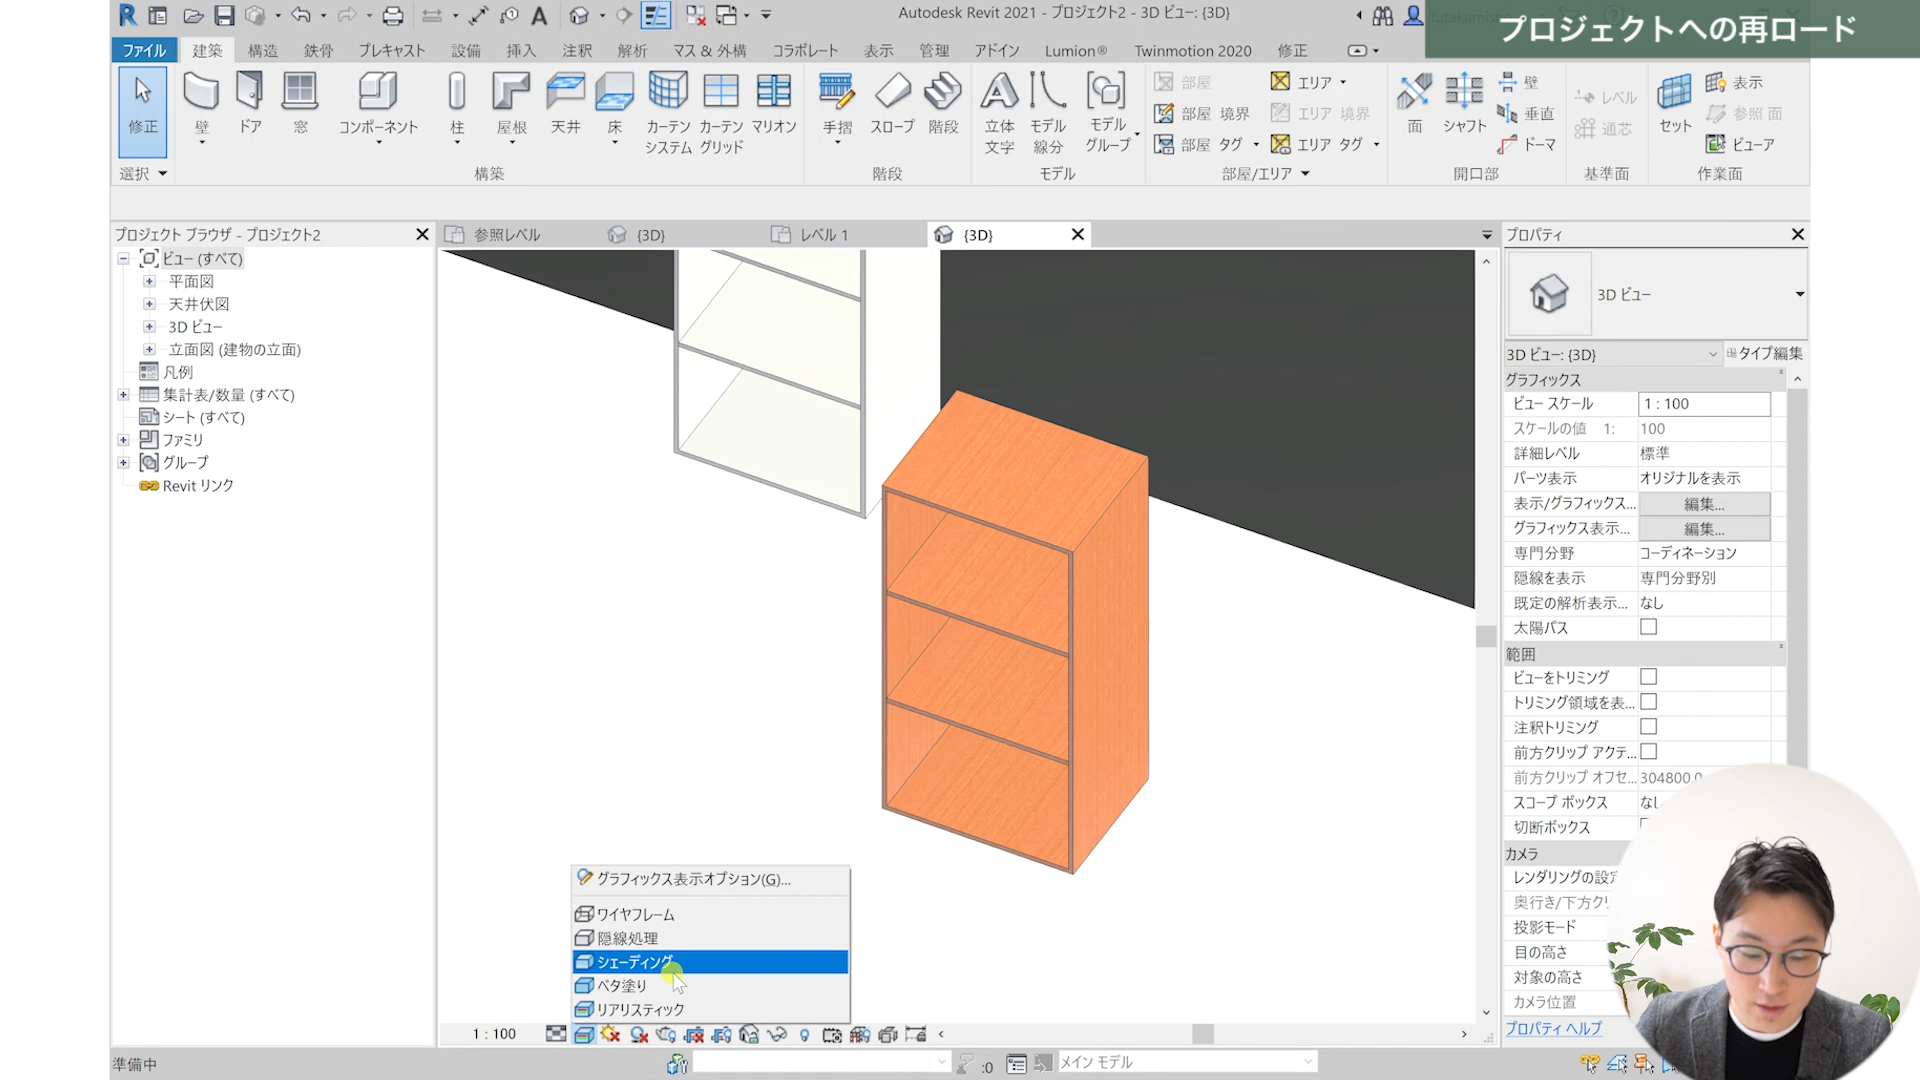 Autodesk Revit 2021 - プロジェクト2 - 3D ビュー: {3D}
プロジェクトへの再ロード
ファイル 建築 構造 鉄骨 プレキャスト 設備 挿入 注釈 解析 マス & 外構 コラボレート 表示 管理 アドイン Lumion® Twinmotion 2020 修正
修正 壁 ドア 窓 コンポーネント 柱 屋根 天井 床 カーテン システム カーテン グリッド マリオン 手摺 スロープ 階段 立体 文字 モデル 線分 モデル グループ
部屋 エリア
部屋 境界 エリア 境界
部屋 タグ エリア タグ
面 シャフト 壁 垂直 ドーマ
レベル 通芯
セット 表示 参照 面 ビューア
選択 構築 階段 モデル 部屋/エリア 開口部 基準面 作業面
プロジェクト ブラウザ - プロジェクト2
参照レベル {3D} レベル 1 {3D}
プロパティ
ビュー (すべて)
平面図
天井伏図
3D ビュー
立面図 (建物の立面)
凡例
集計表/数量 (すべて)
シート (すべて)
ファミリ
グループ
Revit リンク
3D ビュー
3D ビュー: {3D} タイプ編集
グラフィックス
ビュー スケール 1 : 100
スケールの値 1: 100
詳細レベル 標準
パーツ表示 オリジナルを表示
表示/グラフィックス... 編集...
グラフィックス表示... 編集...
専門分野 コーディネーション
隠線を表示 専門分野別
既定の解析表示... なし
太陽パス
範囲
ビューをトリミング
トリミング領域を表...
注釈トリミング
前方クリップ アクテ...
前方クリップ オフセ... 304800.0
スコープ ボックス なし
切断ボックス
カメラ
レンダリングの設定
奥行き/下方クリ
投影モード
目の高さ
対象の高さ
カメラ位置
プロパティ ヘルプ
グラフィックス表示オプション(G)...
ワイヤフレーム
隠線処理
シェーディング
ベタ塗り
リアリスティック
1 : 100
準備中
:0
メイン モデル